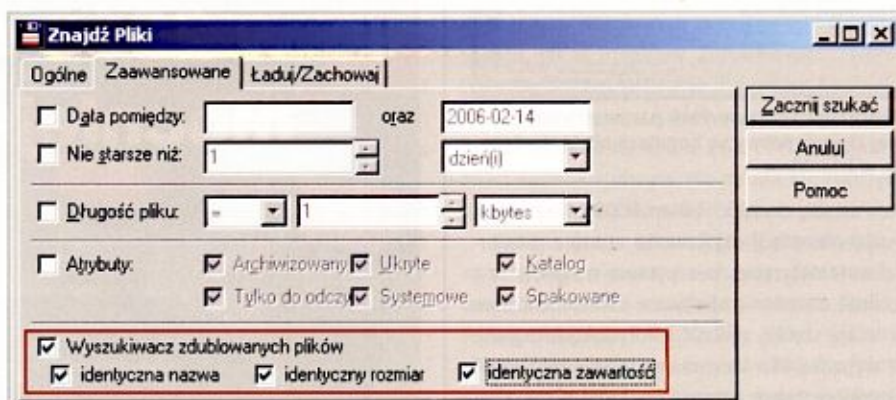 Znajdź Pliki
Ogólne Zaawansowane Ładuj/Zachowaj
Data pomiędzy: oraz 2006-02-14
Zacznij szukać
Nie starsze niż: 1 dzień(i)
Anuluj
Pomoc
Długość pliku: = 1 kbytes
Atrybuty: Archiwizowany Ukryte Katalog
Tylko do odczy Systemowe Spakowane
Wyszukiwacz zdublowanych plików
identyczna nazwa identyczny rozmiar identyczna zawartość